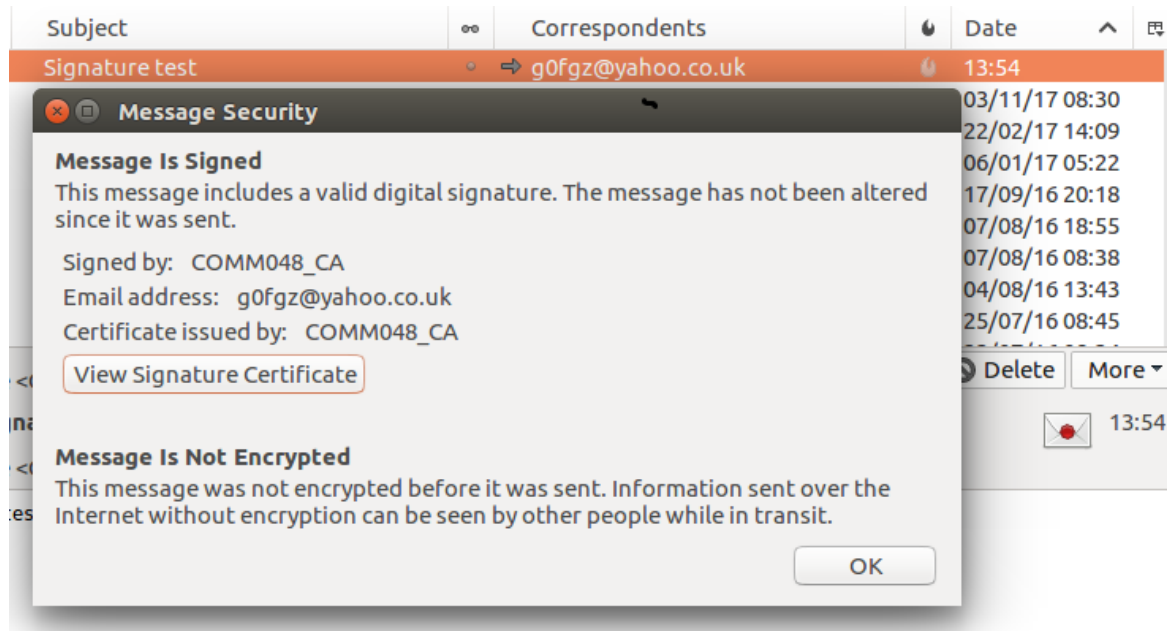 Subject Correspondents Date
Signature test g0fgz@yahoo.co.uk 13:54
03/11/17 08:30
Message Security
22/02/17 14:09
Message Is Signed
06/01/17 05:22
This message includes a valid digital signature. The message has not been altered
17/09/16 20:18
since it was sent.
07/08/16 18:55
Signed by: COMM048_CA
07/08/16 08:38
Email address: g0fgz@yahoo.co.uk
04/08/16 13:43
Certificate issued by: COMM048_CA
25/07/16 08:45
View Signature Certificate
Delete More
13:54
Message Is Not Encrypted
This message was not encrypted before it was sent. Information sent over the
Internet without encryption can be seen by other people while in transit.
OK